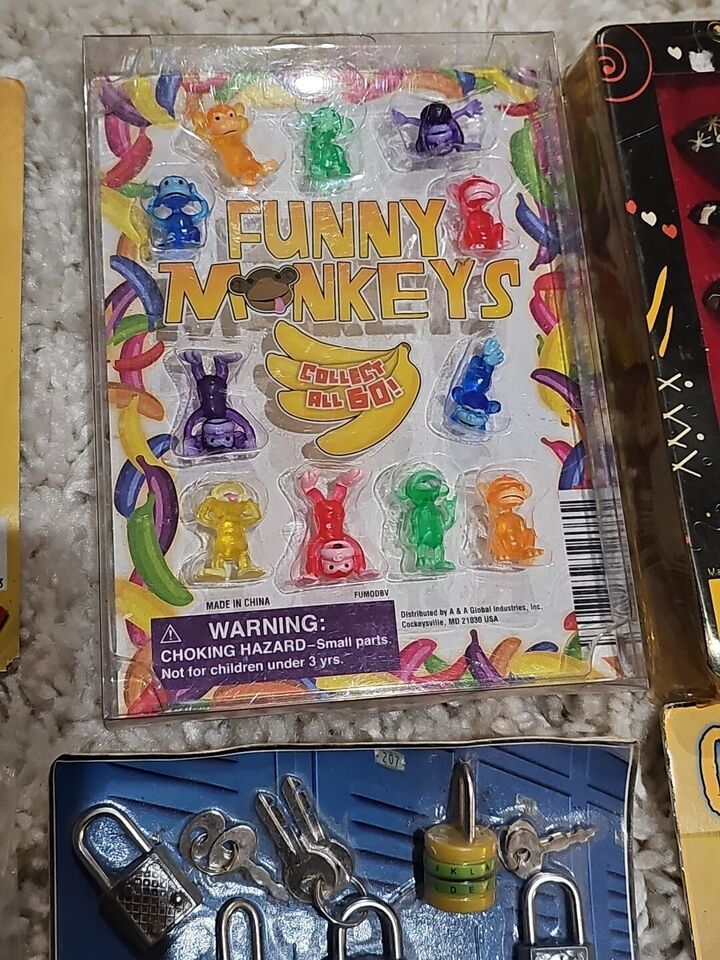 FUNNY
MONKEYS
COLLECT
ALL 60!
MADE IN CHINA
FUMODBV
Distributed by A & A Global Industries, Inc.
Cockeysville, MD 21030 USA
WARNING:
CHOKING HAZARD–Small parts.
Not for children under 3 yrs.
207
J K L
D E